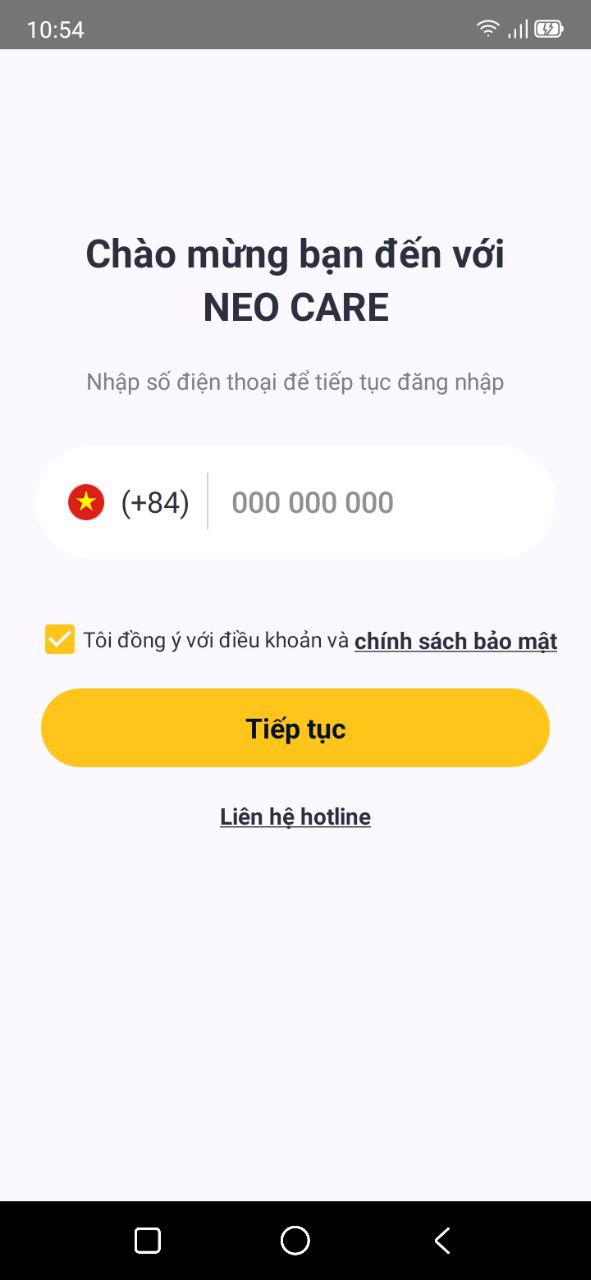 10:54
Chào mừng bạn đến với
NEO CARE
Nhập số điện thoại để tiếp tục đăng nhập
(+84) 000 000 000
Tôi đồng ý với điều khoản và chính sách bảo mật
Tiếp tục
Liên hệ hotline